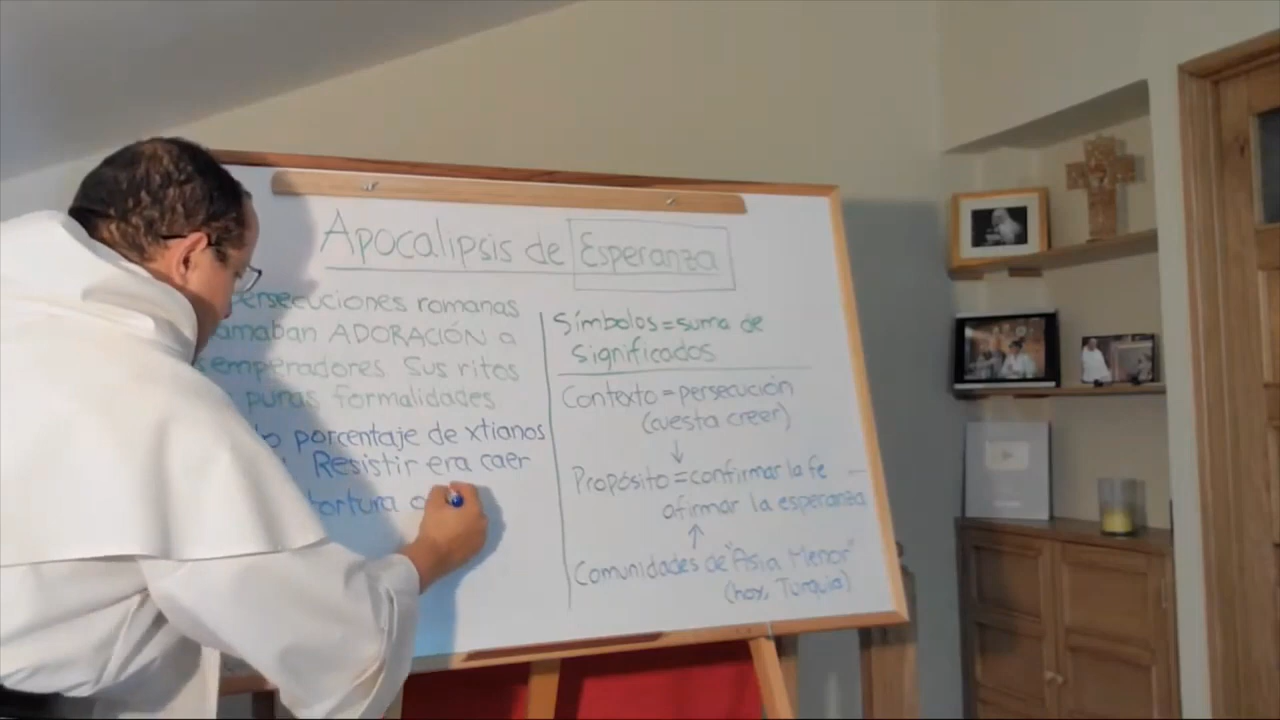 Apocalipsis de Esperanza
ersecuciones romanas
amaban ADORACIÓN a
emperadores. Sus ritos
puras formalidades
porcentaje de xtianos
Resistir era caer
tortura o
Símbolos = suma de
significados
Contexto = persecución
(cuesta creer)
↓
Propósito = confirmar la fe
afirmar la esperanza
↑
Comunidades de "Asia Menor"
(hoy, Turquía)